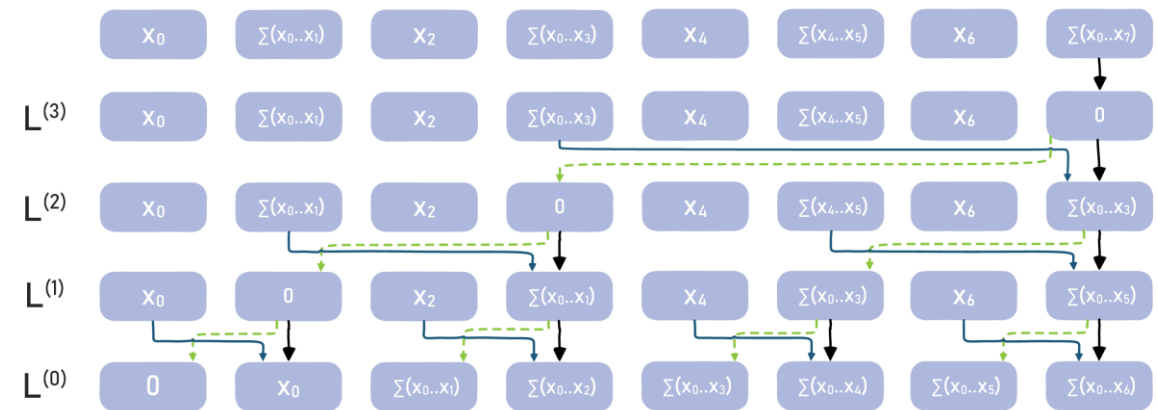 x₀ ∑(x₀..x₁) x₂ ∑(x₀..x₃) x₄ ∑(x₄..x₅) x₆ ∑(x₀..x₇)
L⁽³⁾ x₀ ∑(x₀..x₁) x₂ ∑(x₀..x₃) x₄ ∑(x₄..x₅) x₆ 0
L⁽²⁾ x₀ ∑(x₀..x₁) x₂ 0 x₄ ∑(x₄..x₅) x₆ ∑(x₀..x₃)
L⁽¹⁾ x₀ 0 x₂ ∑(x₀..x₁) x₄ ∑(x₀..x₃) x₆ ∑(x₀..x₅)
L⁽⁰⁾ 0 x₀ ∑(x₀..x₁) ∑(x₀..x₂) ∑(x₀..x₃) ∑(x₀..x₄) ∑(x₀..x₅) ∑(x₀..x₆)